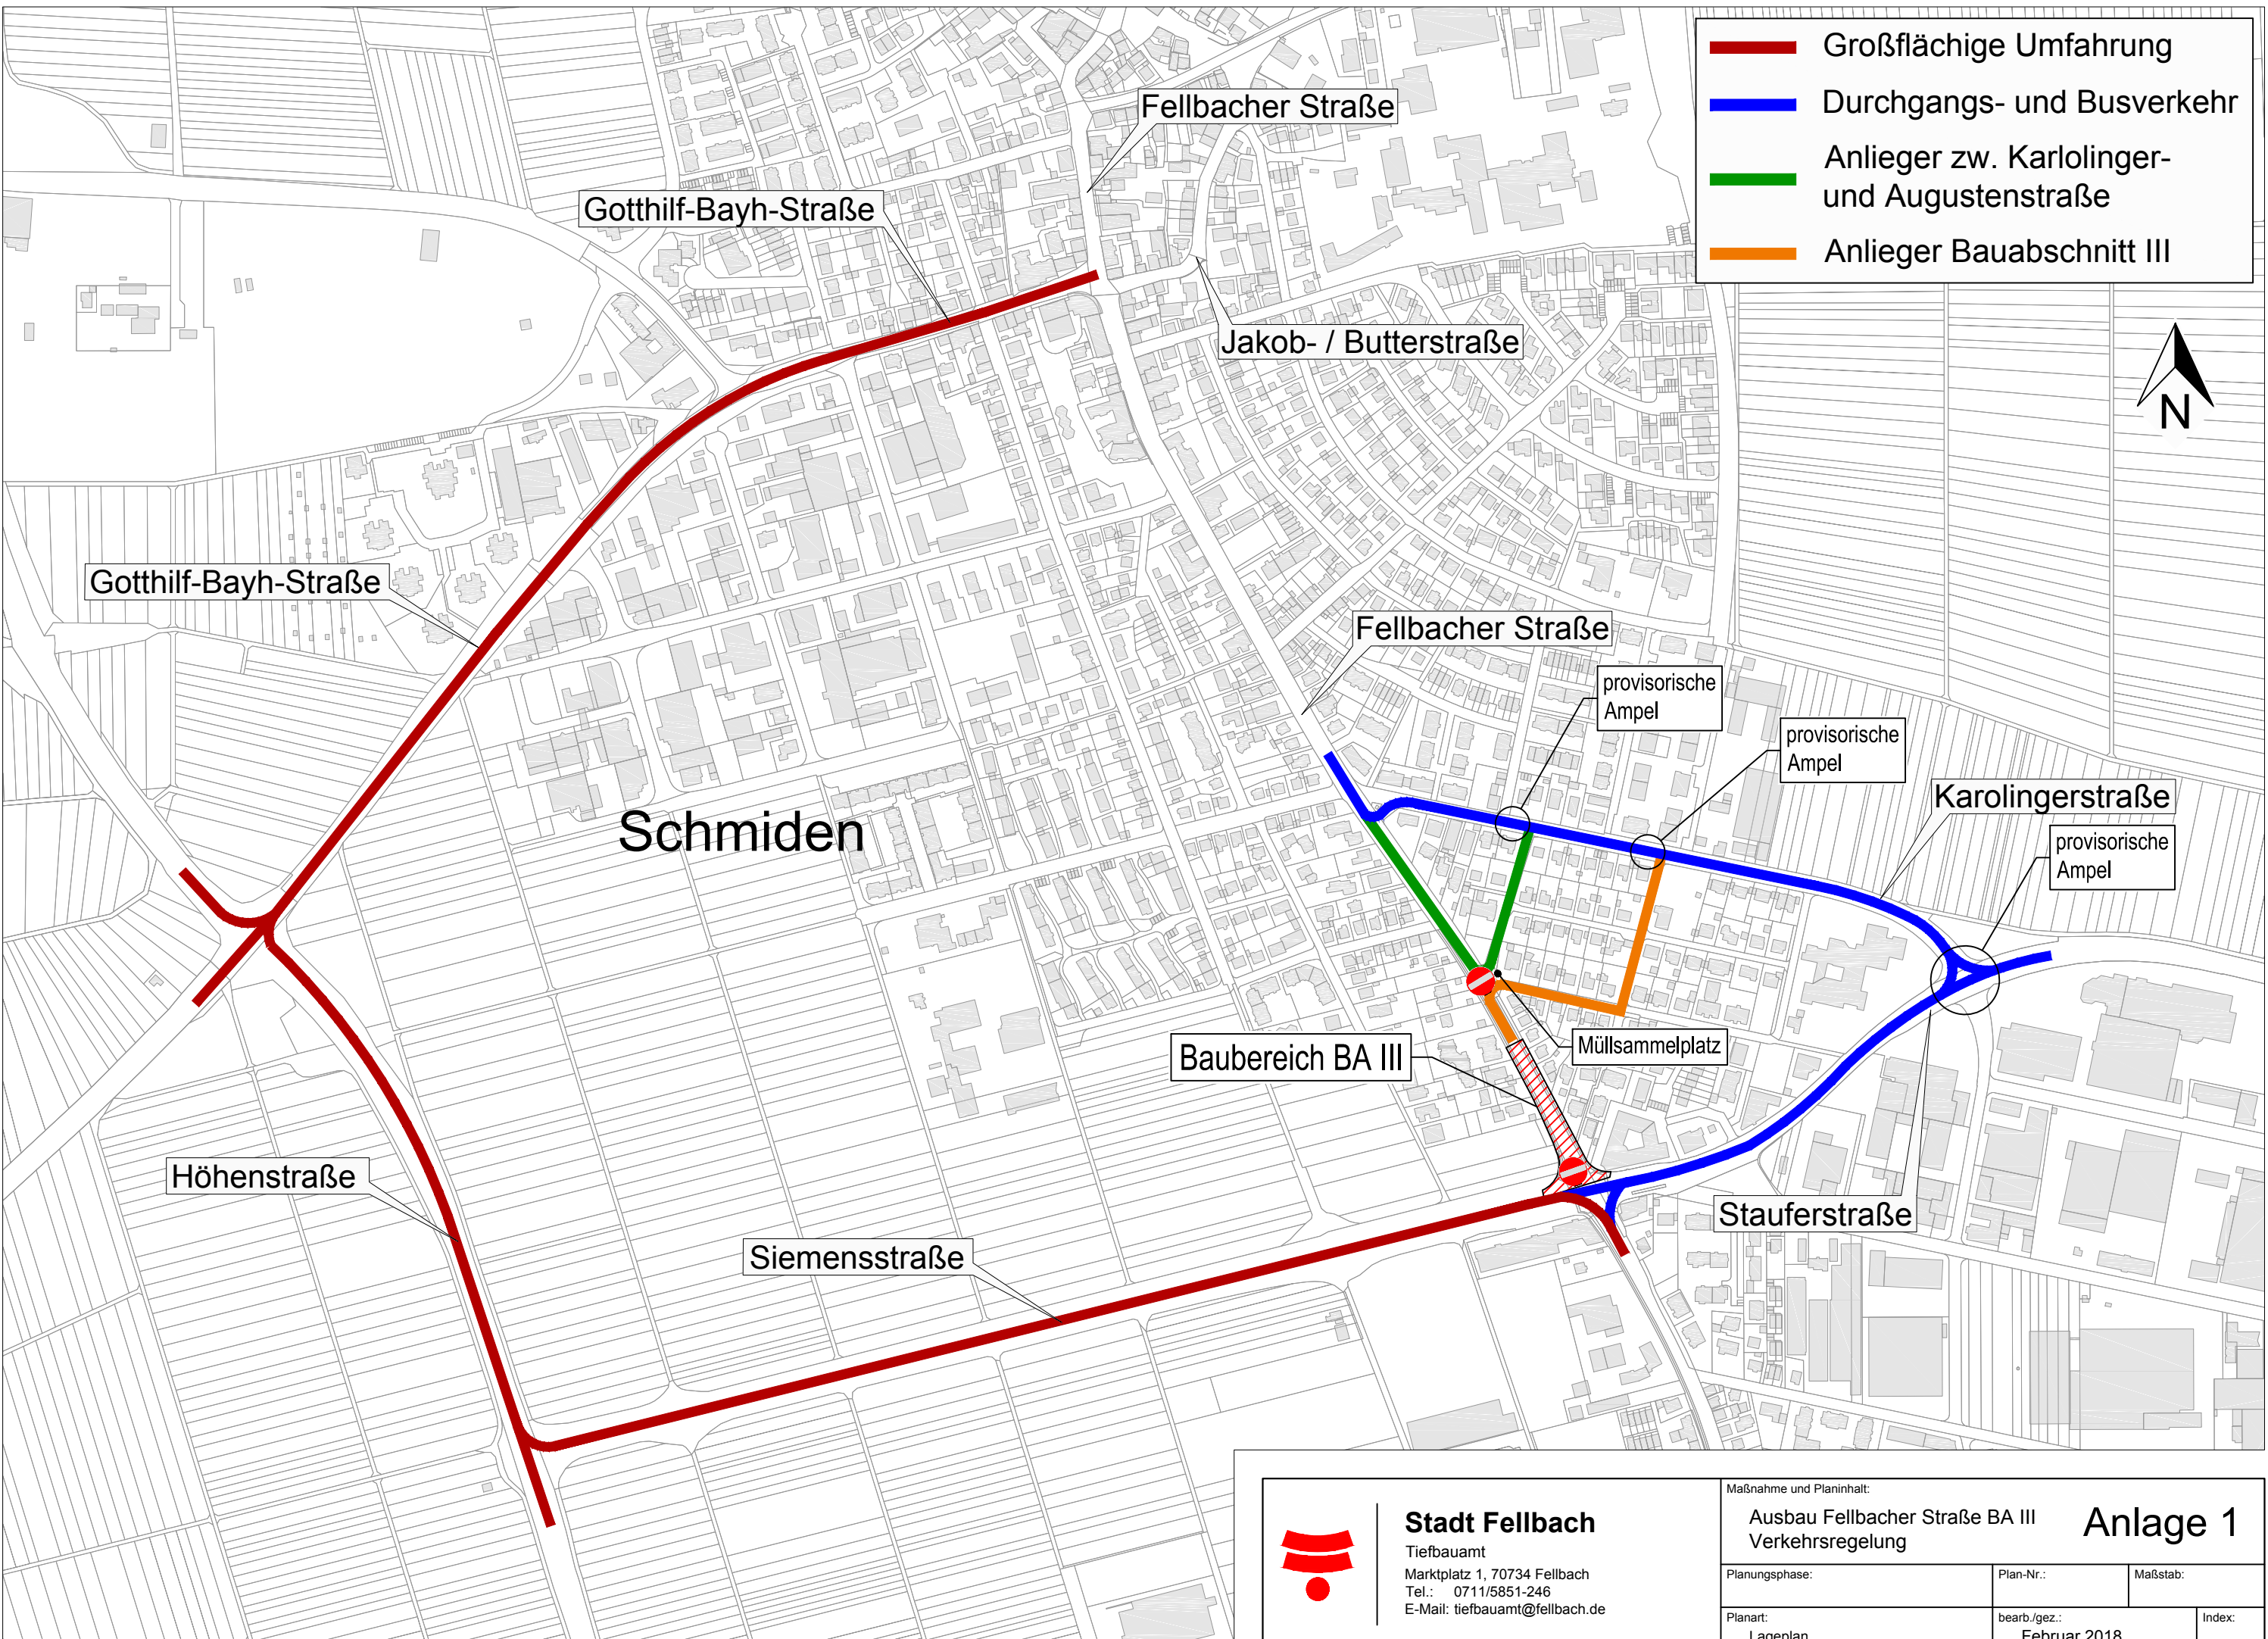 Großflächige Umfahrung
Durchgangs- und Busverkehr
Anlieger zw. Karlolinger-
und Augustenstraße
Anlieger Bauabschnitt III
Fellbacher Straße
Gotthilf-Bayh-Straße
Jakob- / Butterstraße
N
Gotthilf-Bayh-Straße
Fellbacher Straße
provisorische
Ampel
provisorische
Ampel
Karolingerstraße
provisorische
Ampel
Schmiden
Müllsammelplatz
Baubereich BA III
Höhenstraße
Stauferstraße
Siemensstraße
Stadt Fellbach
Tiefbauamt
Marktplatz 1, 70734 Fellbach
Tel.: 0711/5851-246
E-Mail: tiefbauamt@fellbach.de
Maßnahme und Planinhalt:
Ausbau Fellbacher Straße BA III
Verkehrsregelung
Anlage 1
Planungsphase:
Plan-Nr.:
Maßstab:
Planart:
Lageplan
bearb./gez.:
Februar 2018
Index: